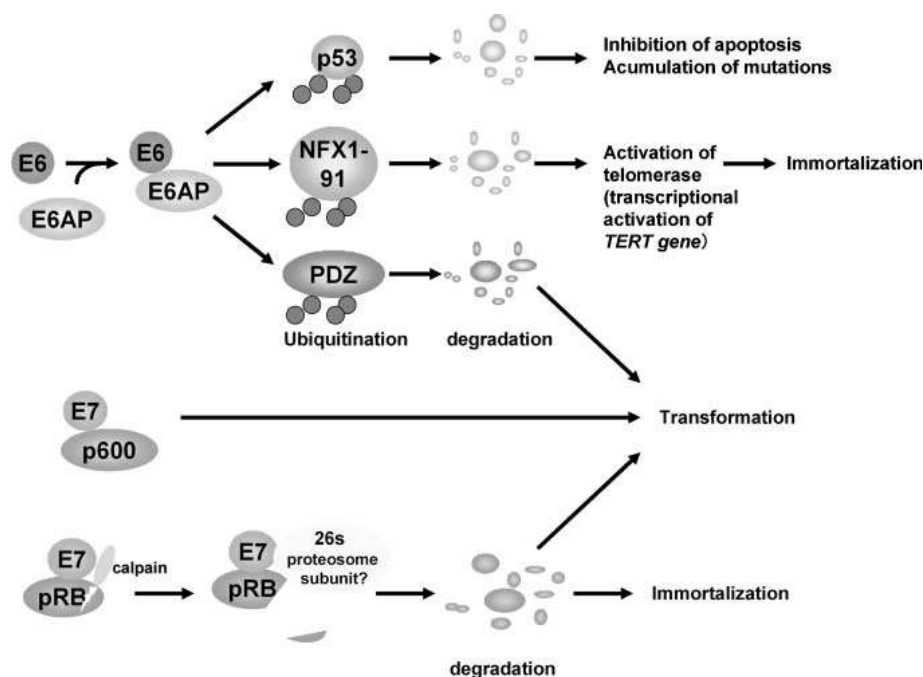 p53
Inhibition of apoptosis
Acumulation of mutations
E6
E6
E6AP
E6AP
NFX1-
91
Activation of
telomerase
(transcriptional
activation of
TERT gene)
Immortalization
PDZ
Ubiquitination
degradation
E7
p600
Transformation
E7
pRB
calpain
E7
pRB
26s
proteosome
subunit?
Immortalization
degradation